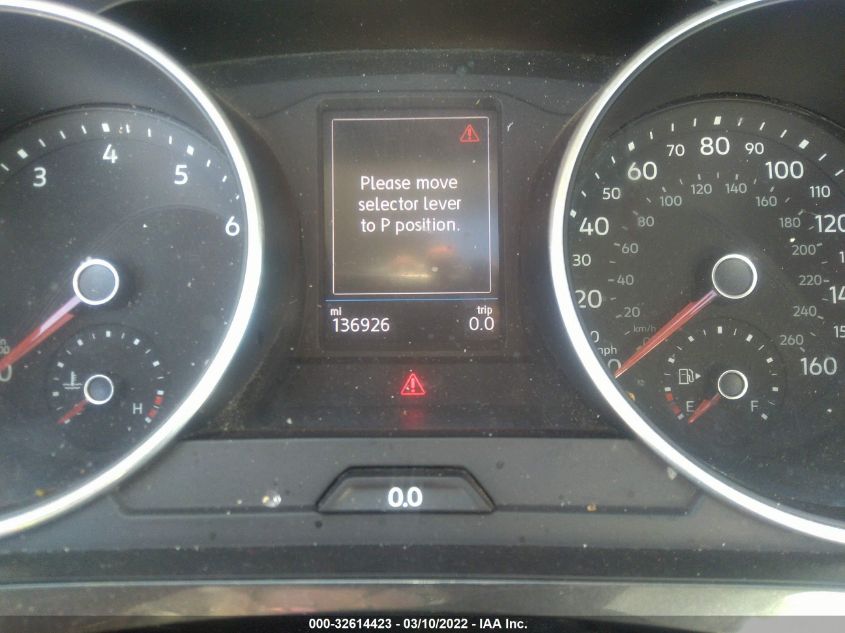 3 4 5 6
H
Please move
selector lever
to P position.
mi trip
136926 0.0
0.0
20 30 40 50 60 70 80 90 100 110 120
160
20 40 60 80 100 120 140 160 180 200 220 240 260
km/h
E F
000-32614423 - 03/10/2022 - IAA Inc.